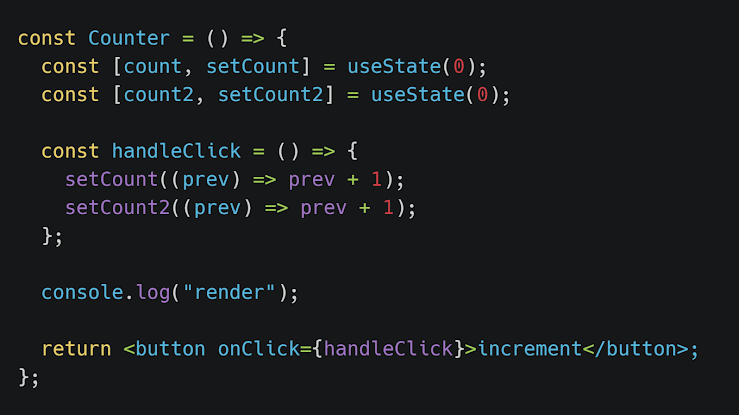 const Counter = () => {
  const [count, setCount] = useState(0);
  const [count2, setCount2] = useState(0);

  const handleClick = () => {
    setCount((prev) => prev + 1);
    setCount2((prev) => prev + 1);
  };

  console.log("render");

  return <button onClick={handleClick}>increment</button>;
};